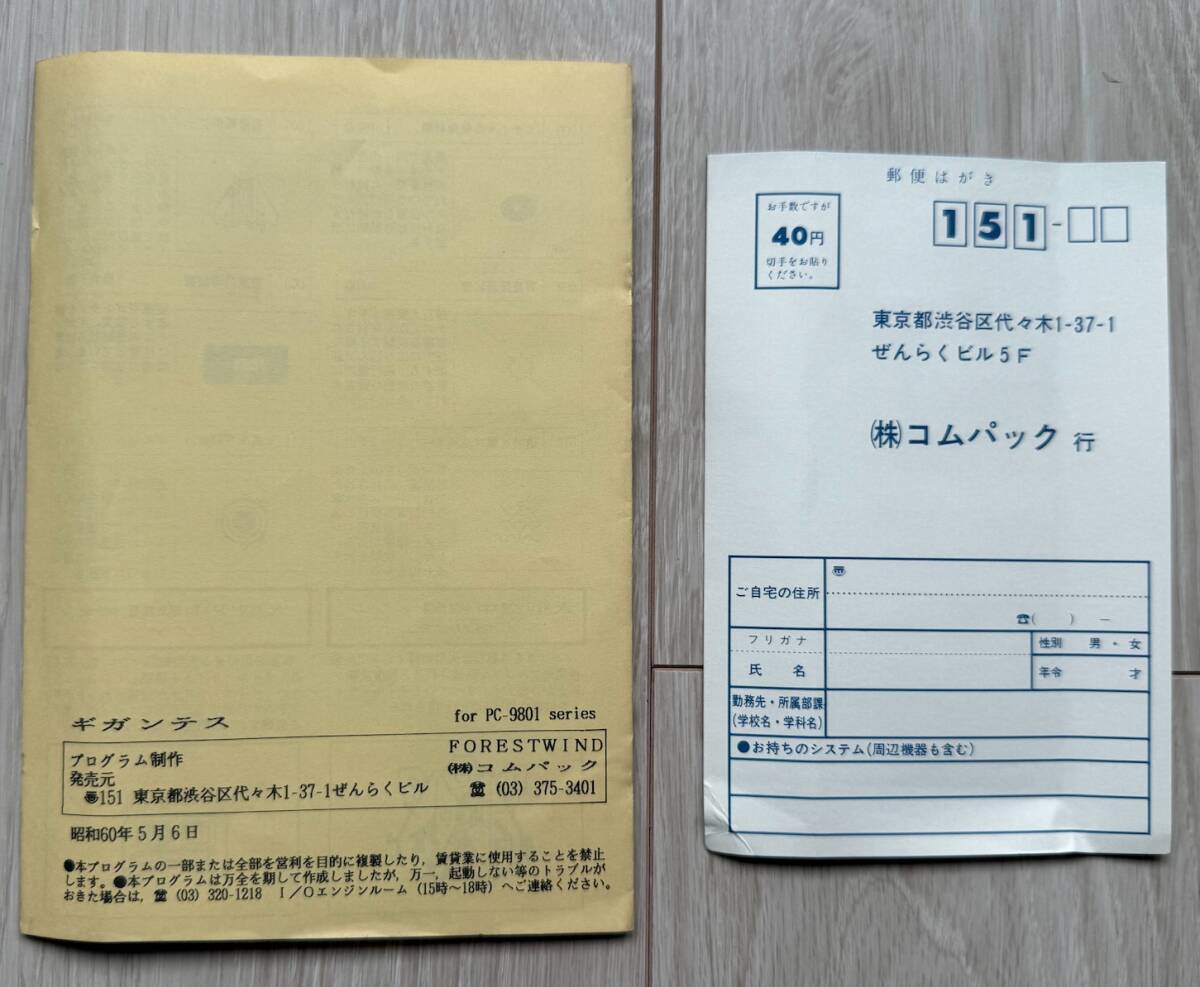 ギガンテス
for PC-9801 series
プログラム制作
FORESTWIND
発売元
㈱コムパック
〠151 東京都渋谷区代々木1-37-1ぜんらくビル
☎ (03) 375-3401
昭和60年5月6日
●本プログラムの一部または全部を営利を目的に複製したり, 賃貸業に使用することを禁止
します。●本プログラムは万全を期して作成しましたが, 万一, 起動しない等のトラブルが
おきた場合は, ☎ (03) 320-1218 I/Oエンジンルーム (15時～18時) へご連絡ください。
郵便はがき
お手数ですが
40円
切手をお貼り
ください。
151-□□
東京都渋谷区代々木1-37-1
ぜんらくビル5F
㈱コムパック 行
ご自宅の住所
〠
☎( ) －
フリガナ
氏 名
性別 男・女
年令 才
勤務先・所属部課
(学校名・学科名)
●お持ちのシステム(周辺機器も含む)